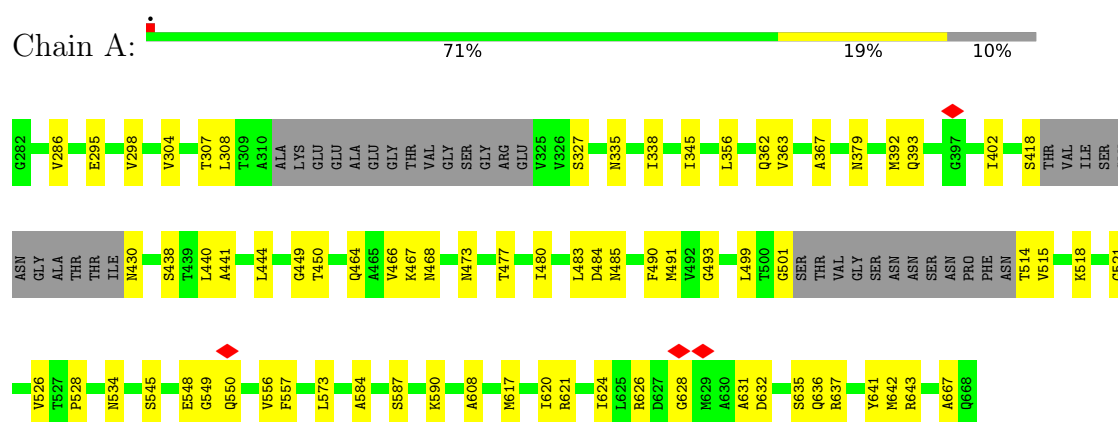 Chain A:
71% 19% 10%
G282 V286 E295 V298 V304 T307 L308 T309 A310 ALA LYS GLU GLU ALA GLU GLY THR VAL GLY SER GLY ARG GLU V325 V326 S327 N335 I338 I345 L356 Q362 V363 A367 N379 M392 Q393 G397 I402 S418 THR VAL ILE SER
ASN GLY ALA THR THR ILE N430 S438 T439 L440 A441 L444 G449 T450 Q464 A465 V466 K467 N468 N473 T477 I480 L483 D484 N485 F490 M491 V492 G493 L499 T500 G501 SER THR VAL GLY SER ASN ASN SER ASN PRO PHE ASN T514 V515 K518
V526 T527 P528 N534 S545 E548 G549 Q550 V556 F557 L573 A584 S587 K590 A608 M617 I620 R621 I624 L625 R626 D627 G628 M629 A630 A631 D632 S635 Q636 R637 Y641 M642 R643 A667 Q668